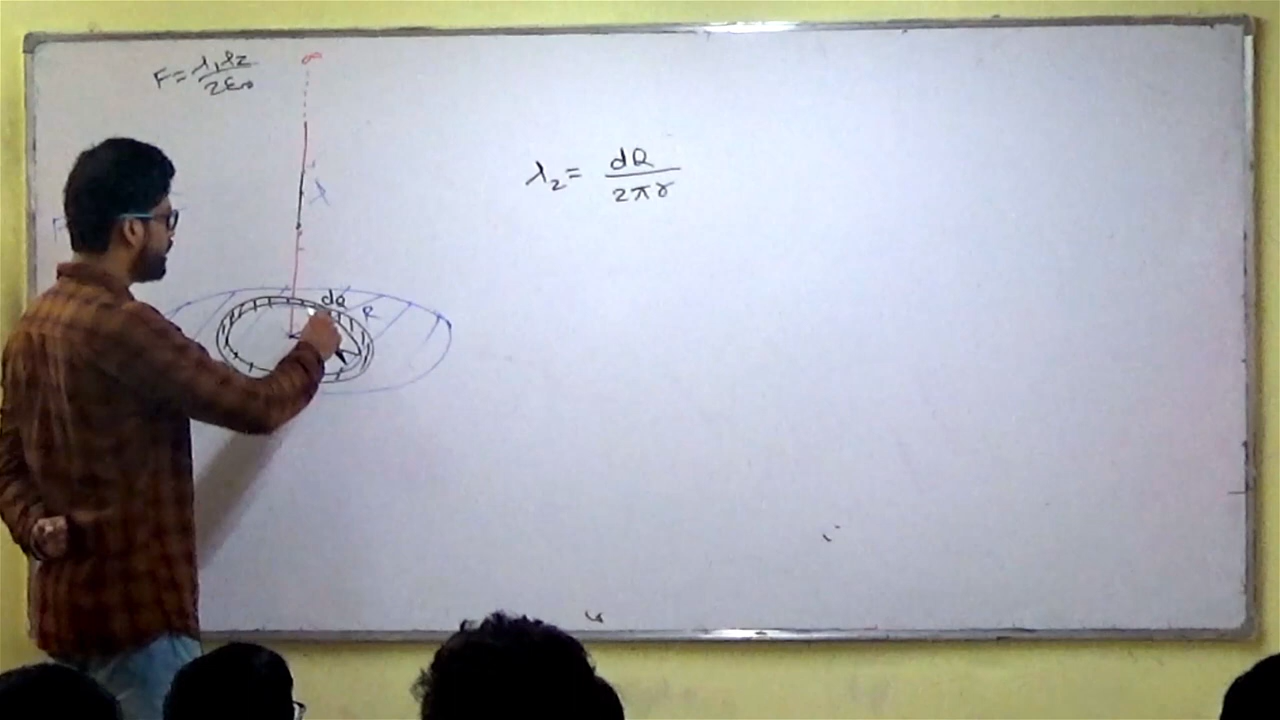 F = λ₁λ₂/2ε₀
∞
λ
dQ
R
λ₂ = dQ/2πr